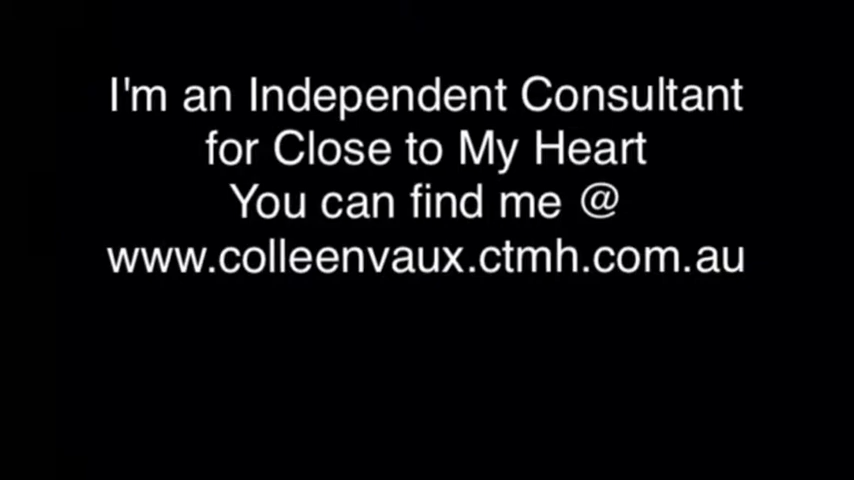 I'm an Independent Consultant
for Close to My Heart
You can find me @
www.colleenvaux.ctmh.com.au